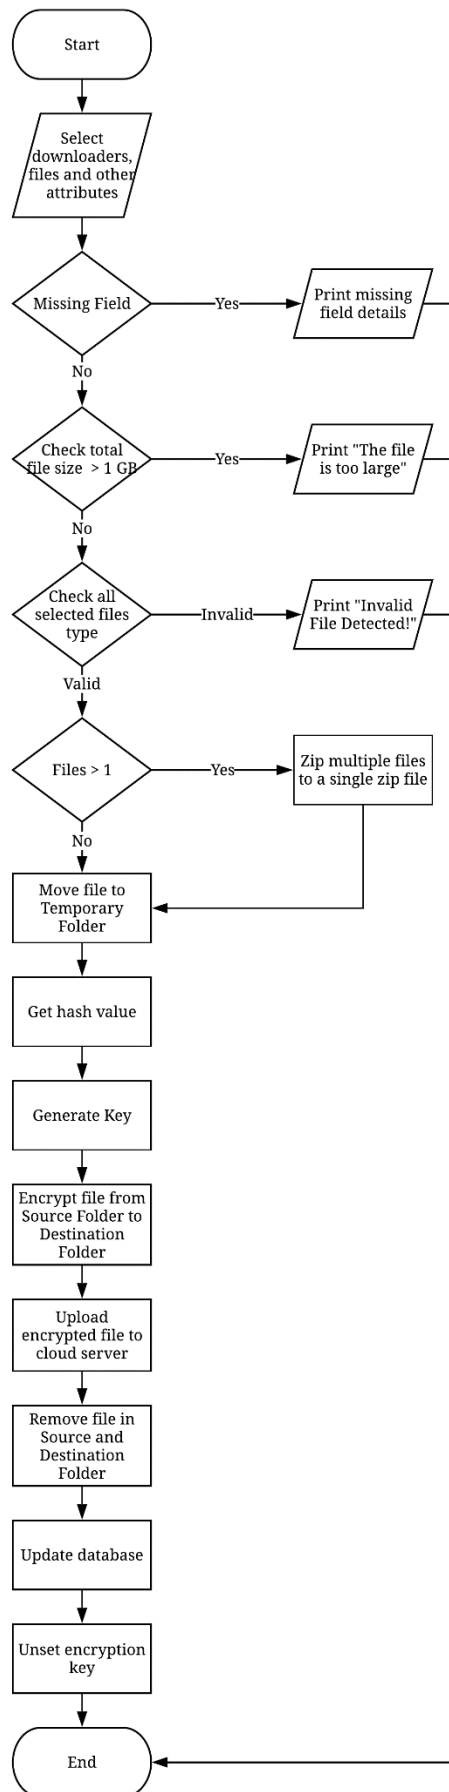 Start
Select
downloaders,
files and other
attributes
Missing Field
Yes
Print missing
field details
No
Check total
file size > 1 GB
Yes
Print "The file
is too large"
No
Check all
selected files
type
Invalid
Print "Invalid
File Detected!"
Valid
Files > 1
Yes
Zip multiple files
to a single zip file
No
Move file to
Temporary
Folder
Get hash value
Generate Key
Encrypt file from
Source Folder to
Destination
Folder
Upload
encrypted file to
cloud server
Remove file in
Source and
Destination
Folder
Update database
Unset encryption
key
End